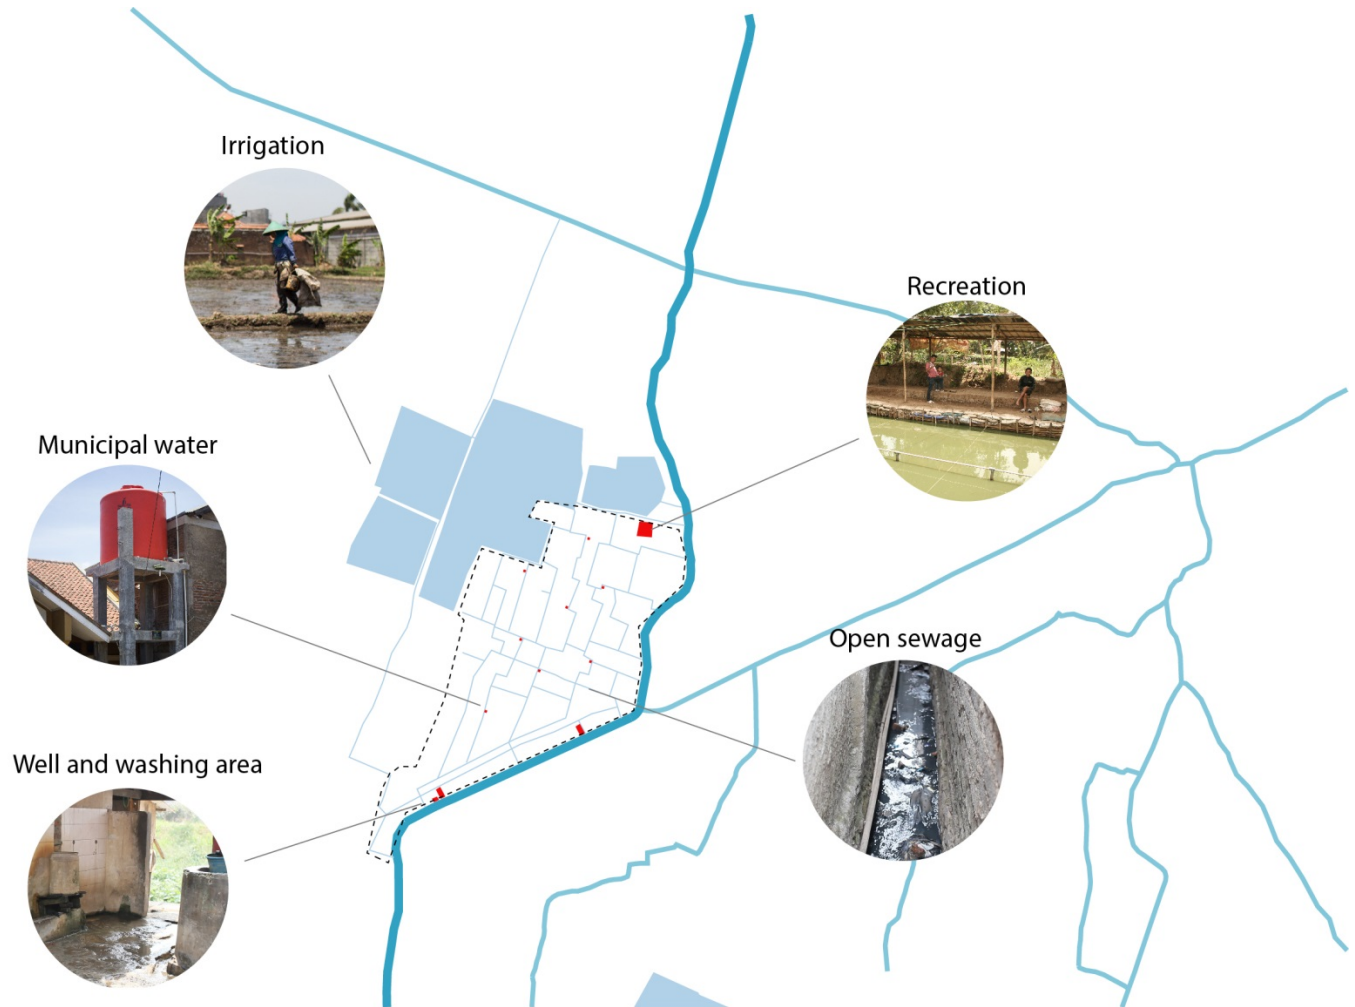 Irrigation
Recreation
Municipal water
Open sewage
Well and washing area